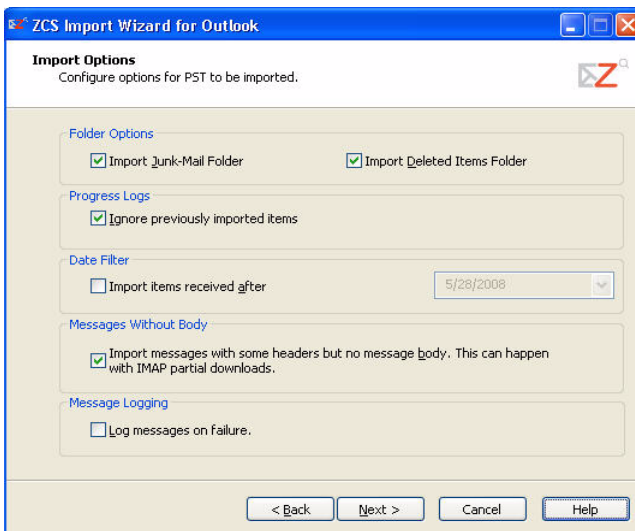 ZCS Import Wizard for Outlook
Import Options
Configure options for PST to be imported.
Folder Options
Import Junk-Mail Folder
Import Deleted Items Folder
Progress Logs
Ignore previously imported items
Date Filter
Import items received after
5/28/2008
Messages Without Body
Import messages with some headers but no message body. This can happen
with IMAP partial downloads.
Message Logging
Log messages on failure.
< Back
Next >
Cancel
Help